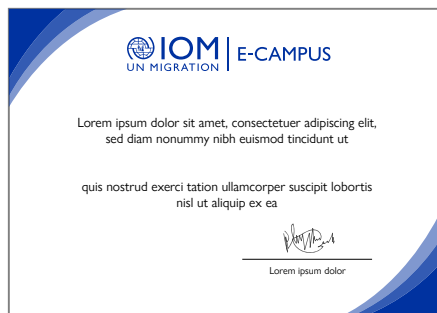 IOM
UN MIGRATION
E-CAMPUS
Lorem ipsum dolor sit amet, consectetuer adipiscing elit,
sed diam nonummy nibh euismod tincidunt ut
quis nostrud exerci tation ullamcorper suscipit lobortis
nisl ut aliquip ex ea
Lorem ipsum dolor